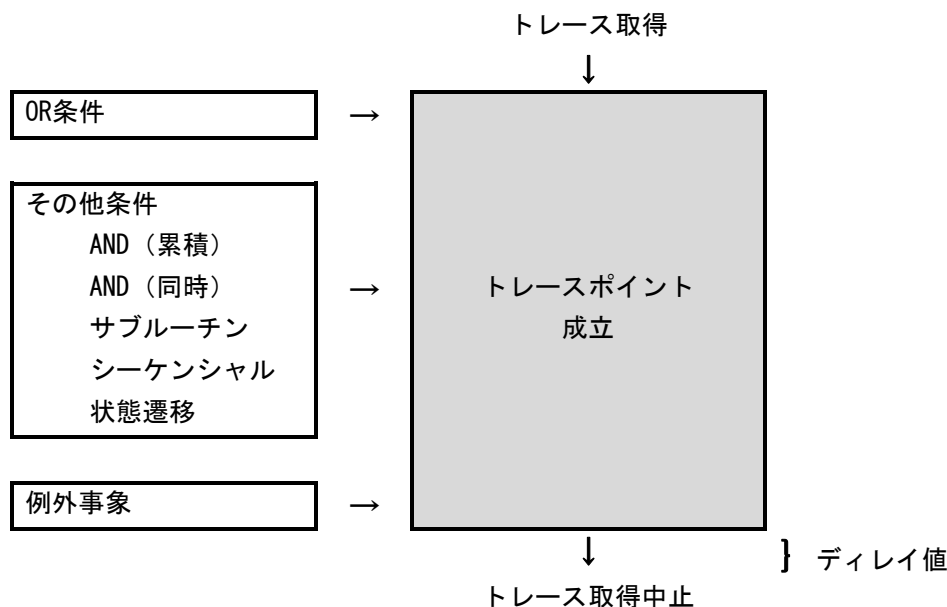 トレース取得
↓
OR条件
→
その他条件
AND（累積）
AND（同時）
サブルーチン
シーケンシャル
状態遷移
→
トレースポイント
成立
例外事象
→
↓
} ディレイ値
トレース取得中止